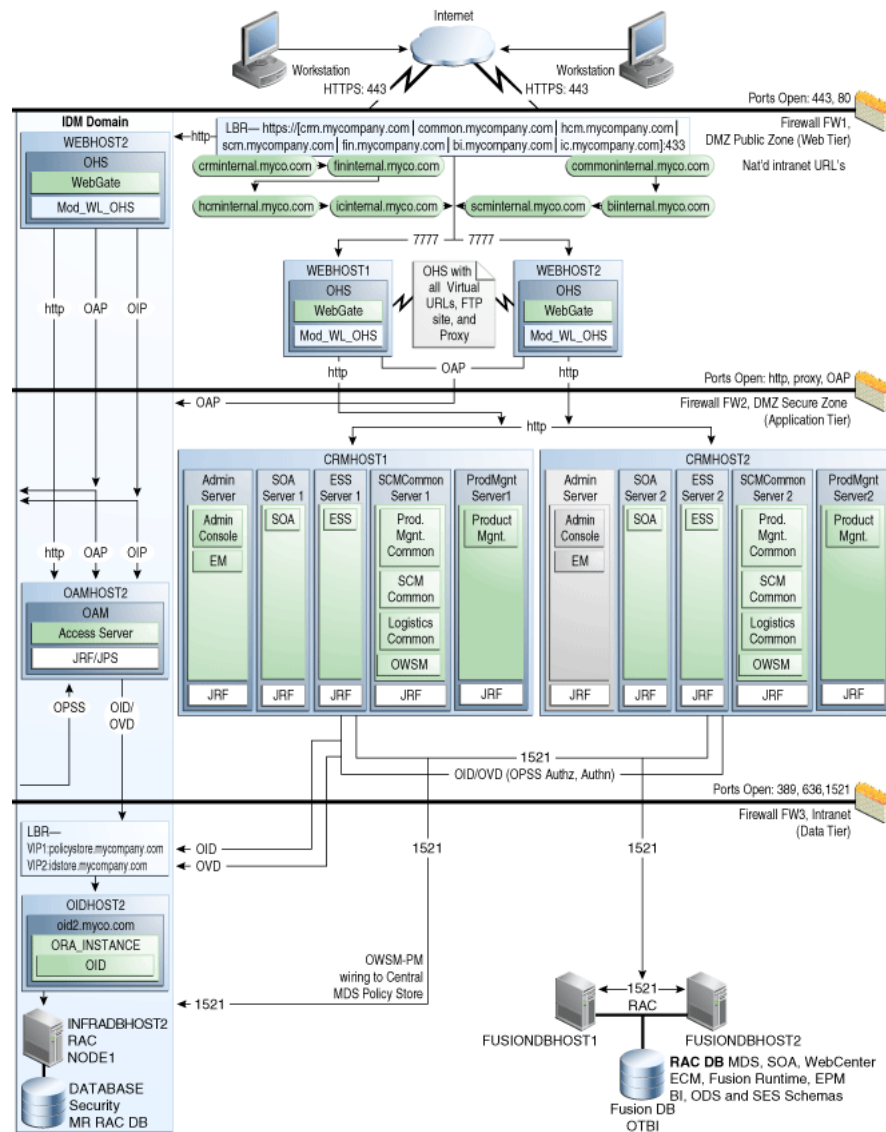 Internet
Workstation
Workstation
HTTPS: 443
HTTPS: 443
Ports Open: 443, 80
Firewall FW1,
DMZ Public Zone (Web Tier)
Nat'd intranet URL's
IDM Domain
WEBHOST2
OHS
WebGate
Mod_WL_OHS
http
LBR— https://[crm.mycompany.com | common.mycompany.com | hcm.mycompany.com |
scm.mycompany.com | fin.mycompany.com | bi.mycompany.com | ic.mycompany.com]:433
crminternal.myco.com
fininternal.myco.com
commoninternal.myco.com
hcminternal.myco.com
icinternal.myco.com
scminternal.myco.com
biinternal.myco.com
7777
7777
WEBHOST1
OHS
WebGate
Mod_WL_OHS
OHS with
all Virtual
URLs, FTP
site, and
Proxy
WEBHOST2
OHS
WebGate
Mod_WL_OHS
http
OAP
OIP
http
OAP
http
OAP
Ports Open: http, proxy, OAP
Firewall FW2, DMZ Secure Zone
(Application Tier)
http
CRMHOST1
Admin
Server
Admin
Console
EM
JRF
SOA
Server 1
SOA
JRF
ESS
Server 1
ESS
JRF
SCMCommon
Server 1
Prod.
Mgnt.
Common
SCM
Common
Logistics
Common
OWSM
JRF
ProdMgnt
Server1
Product
Mgnt.
JRF
CRMHOST2
Admin
Server
Admin
Console
EM
JRF
SOA
Server 2
SOA
JRF
ESS
Server 2
ESS
JRF
SCMCommon
Server 2
Prod.
Mgnt.
Common
SCM
Common
Logistics
Common
OWSM
JRF
ProdMgnt
Server2
Product
Mgnt.
JRF
http
OAP
OIP
OAMHOST2
OAM
Access Server
JRF/JPS
OPSS
OID/
OVD
1521
OID/OVD (OPSS Authz, Authn)
Ports Open: 389, 636,1521
Firewall FW3, Intranet
(Data Tier)
LBR—
VIP1:policystore.mycompany.com
VIP2:idstore.mycompany.com
OID
OVD
1521
1521
OIDHOST2
oid2.myco.com
ORA_INSTANCE
OID
OWSM-PM
wiring to Central
MDS Policy Store
1521
INFRADBHOST2
RAC
NODE1
DATABASE
Security
MR RAC DB
1521
RAC
FUSIONDBHOST1
FUSIONDBHOST2
RAC DB MDS, SOA, WebCenter
ECM, Fusion Runtime, EPM
BI, ODS and SES Schemas
Fusion DB
OTBI